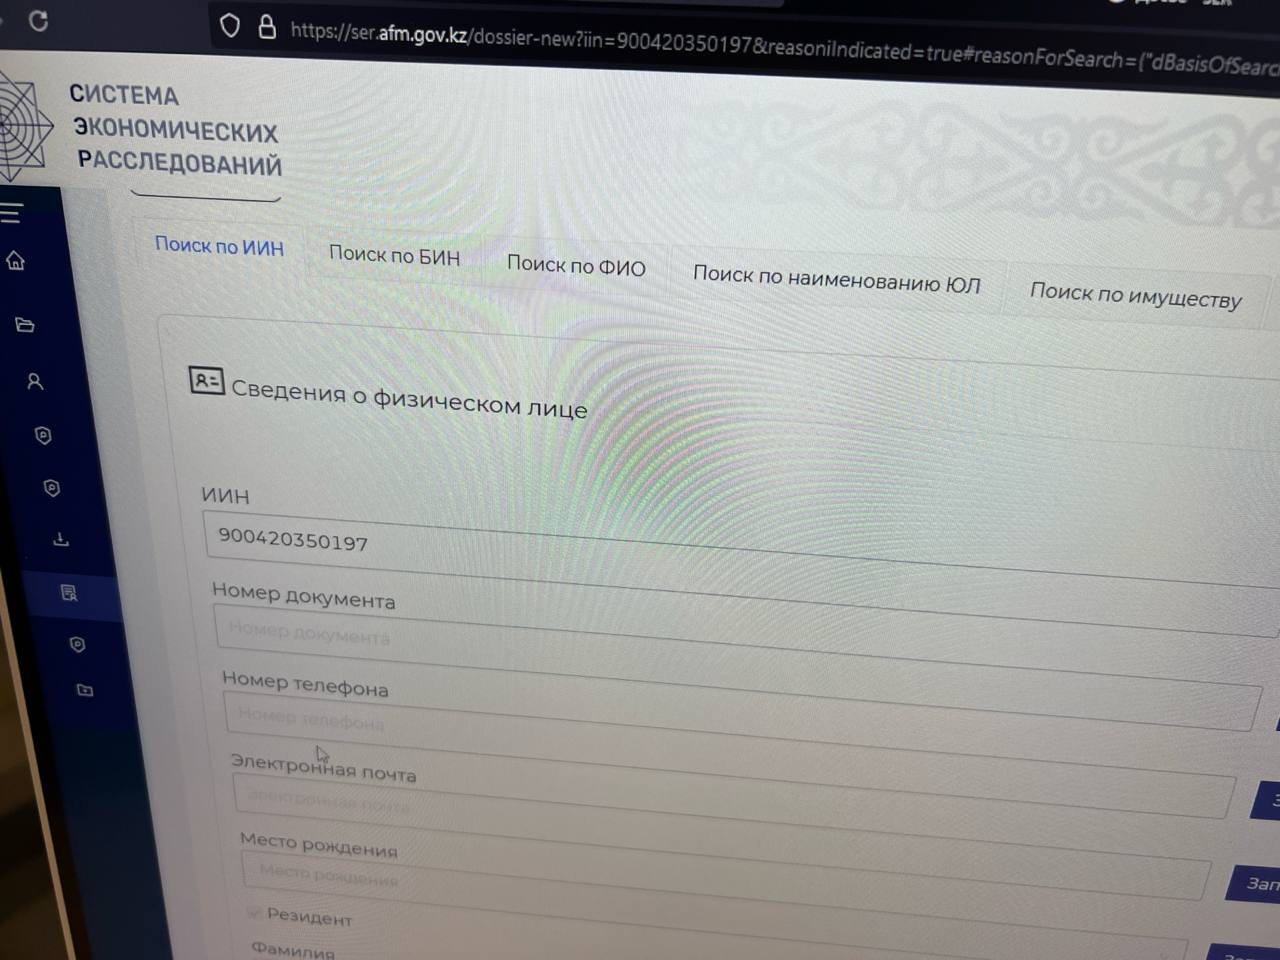 https://ser.afm.gov.kz/dossier-new?iin=900420350197&reasoniIndicated=true#reasonForSearch={"dBasisOfSearc
СИСТЕМА
ЭКОНОМИЧЕСКИХ
РАССЛЕДОВАНИЙ
Поиск по ИИН
Поиск по БИН
Поиск по ФИО
Поиск по наименованию ЮЛ
Поиск по имуществу
Сведения о физическом лице
ИИН
900420350197
Номер документа
Номер документа
Номер телефона
Номер телефона
Электронная почта
Электронная почта
Место рождения
Место рождения
Зап
Резидент
Фамилия